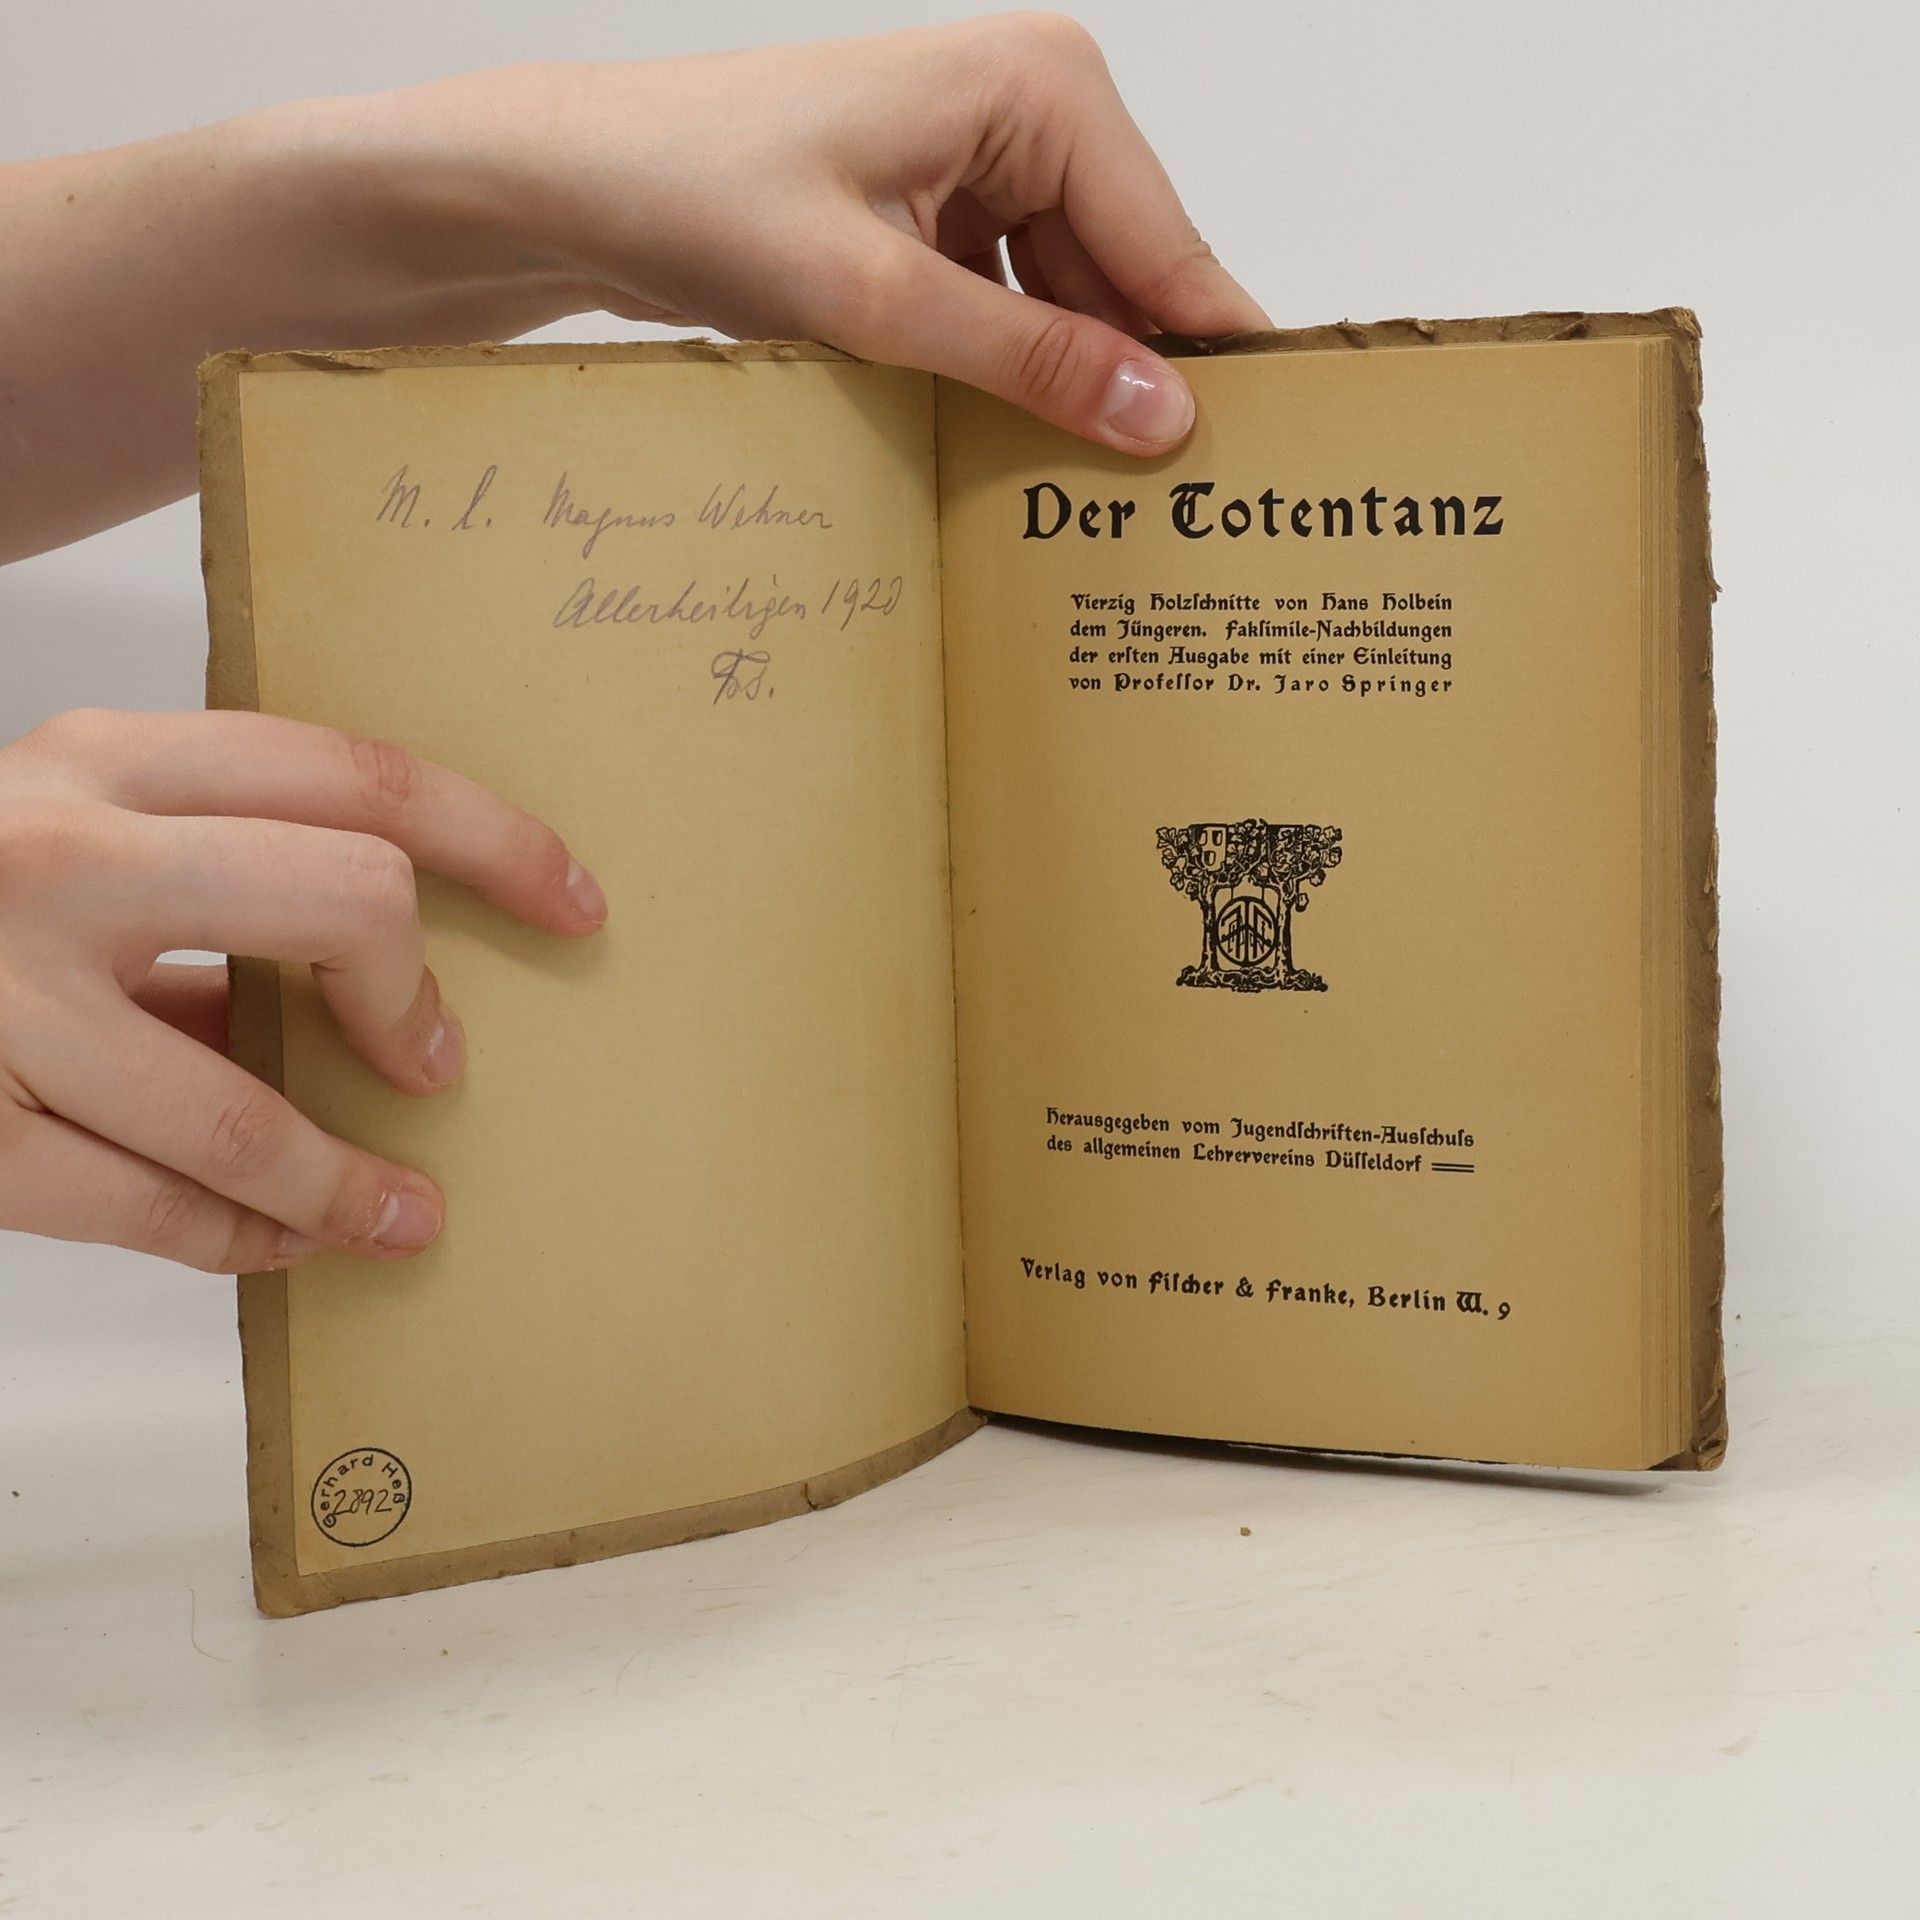 M. l. Magnus Wehner
Allerheiligen 1920
Gerhard Heß
2892
Der Totentanz
Vierzig Holzſchnitte von Hans Holbein
dem Jüngeren. Fakſimile-Nachbildungen
der erſten Ausgabe mit einer Einleitung
von Profeſſor Dr. Jaro Springer
Herausgegeben vom Jugendſchriften-Ausſchuſs
des allgemeinen Lehrervereins Düſſeldorf
Verlag von Fiſcher & Franke, Berlin W. 9